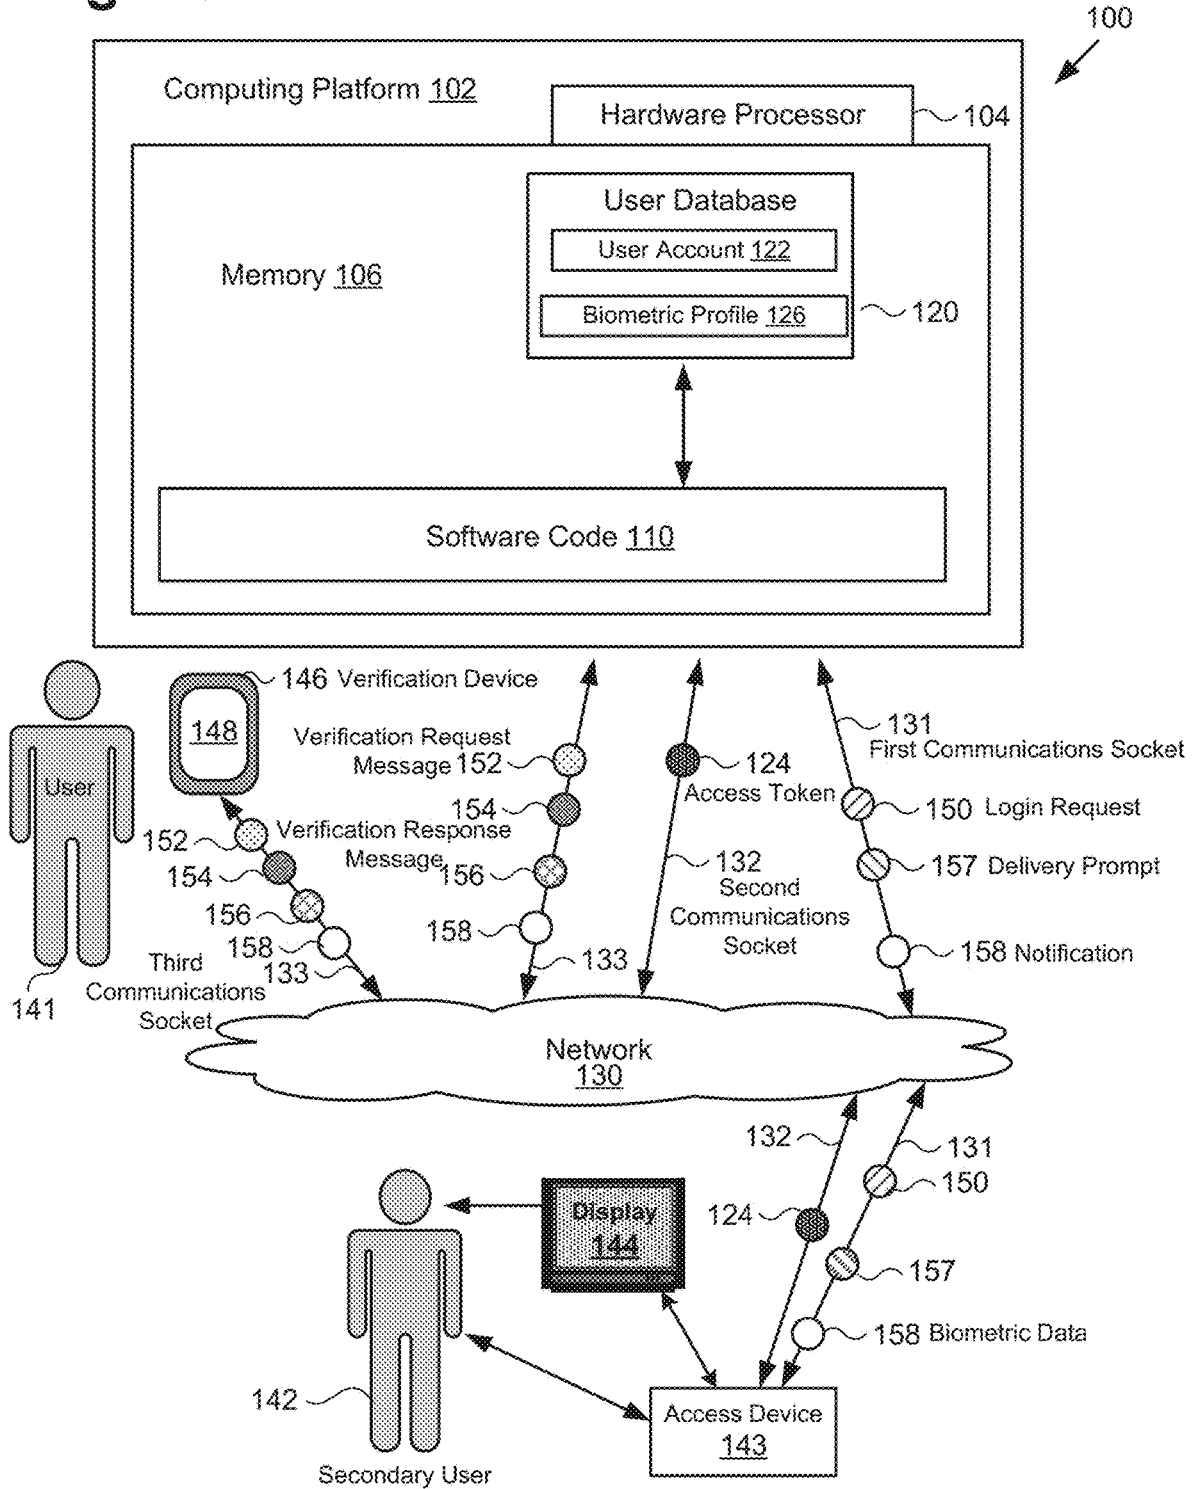 100
Computing Platform 102
Hardware Processor
104
User Database
User Account 122
Memory 106
Biometric Profile 126
120
Software Code 110
146 Verification Device
148
User
131
First Communications Socket
Verification Request
Message 152
124
Access Token
154
150 Login Request
152
Verification Response
Message
156
132
157 Delivery Prompt
154
Second
Communications
Socket
156
158
158
133
158 Notification
133
Third
Communications
Socket
141
Network
130
132
131
150
124
Display
144
157
158 Biometric Data
142
Access Device
143
Secondary User